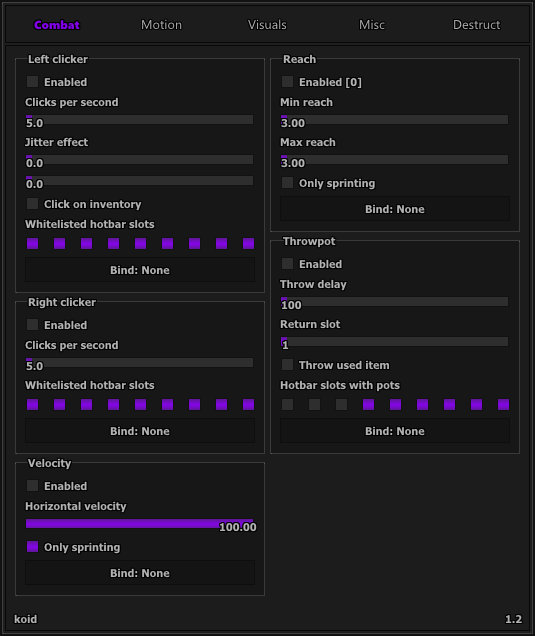 Combat Motion Visuals Misc Destruct
Left clicker
Enabled
Clicks per second
5.0
Jitter effect
0.0
0.0
Click on inventory
Whitelisted hotbar slots
Bind: None
Right clicker
Enabled
Clicks per second
5.0
Whitelisted hotbar slots
Bind: None
Velocity
Enabled
Horizontal velocity
100.00
Only sprinting
Bind: None
Reach
Enabled [0]
Min reach
3.00
Max reach
3.00
Only sprinting
Bind: None
Throwpot
Enabled
Throw delay
100
Return slot
1
Throw used item
Hotbar slots with pots
Bind: None
koid 1.2